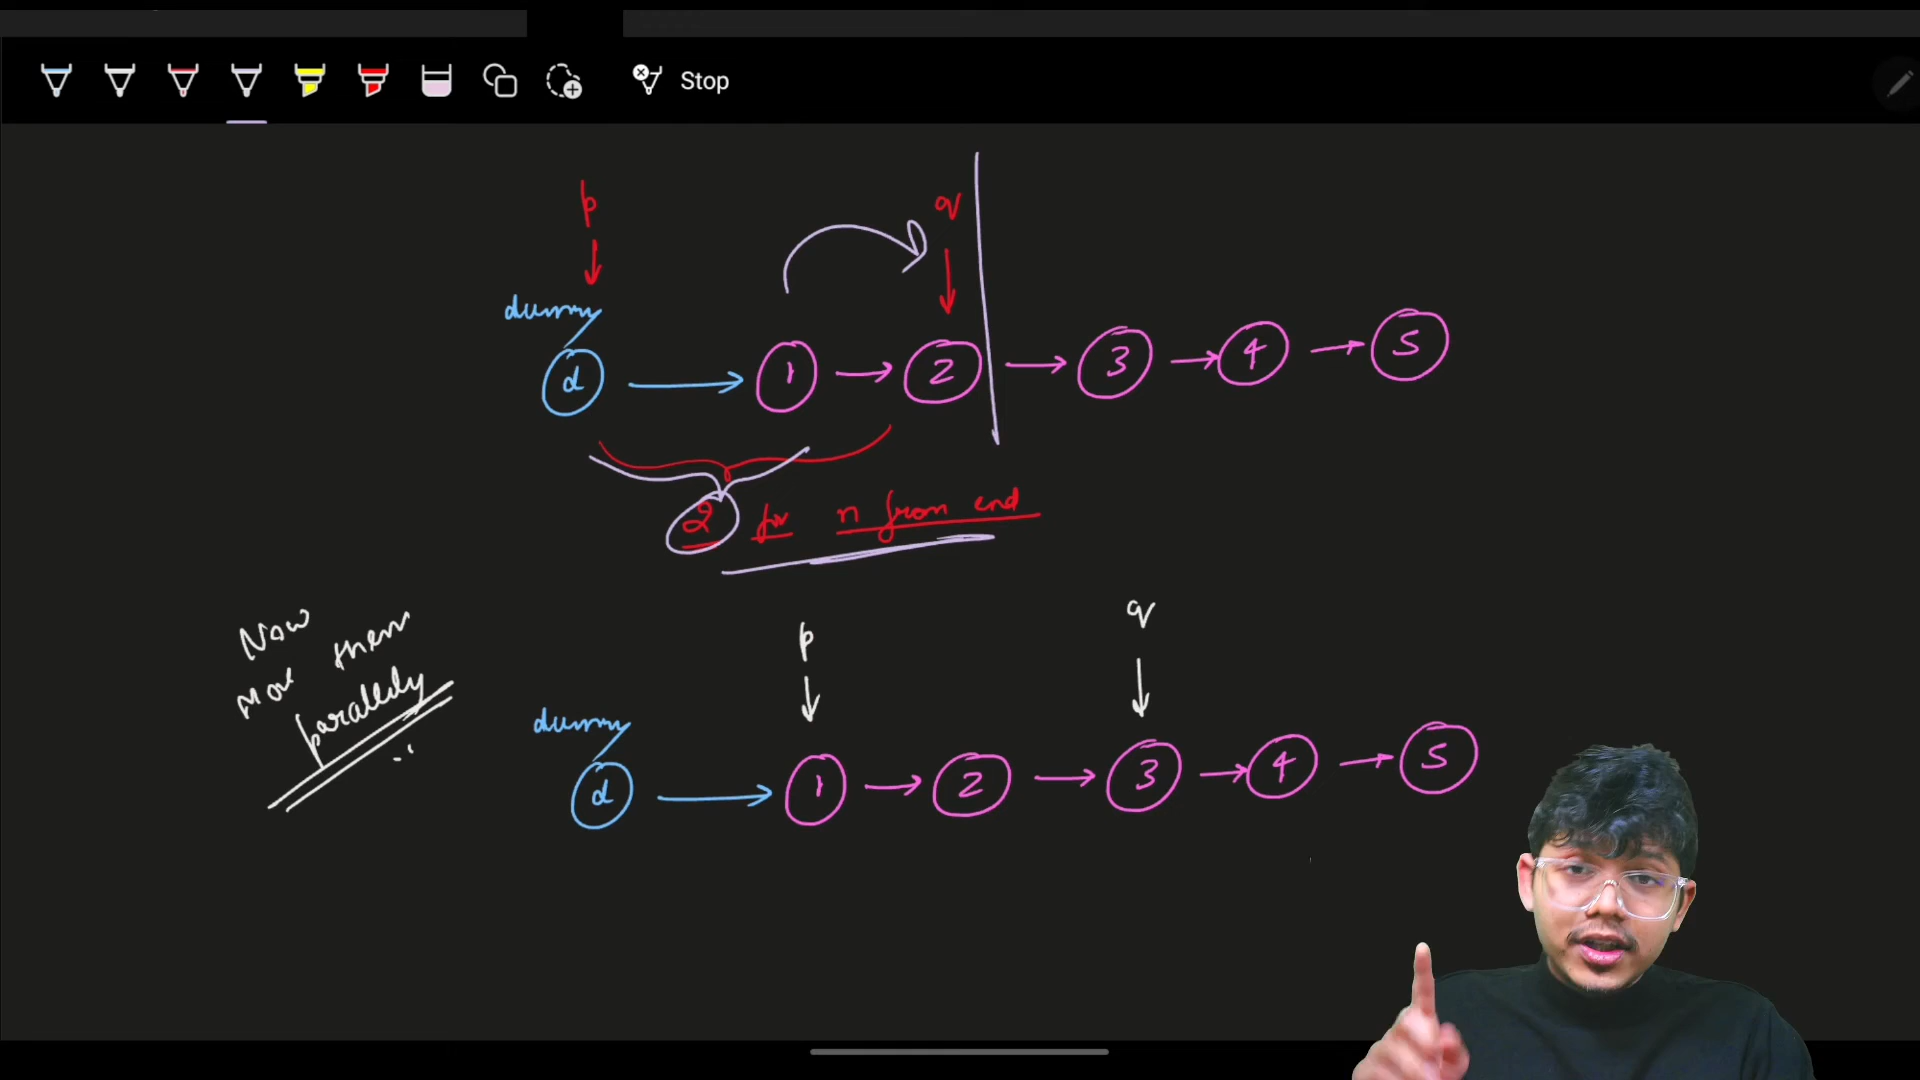 Stop
p
q
dummy
d 1 2 3 4 5
2 for n from end
Now
move them
parallely
p
q
dummy
d 1 2 3 4 5